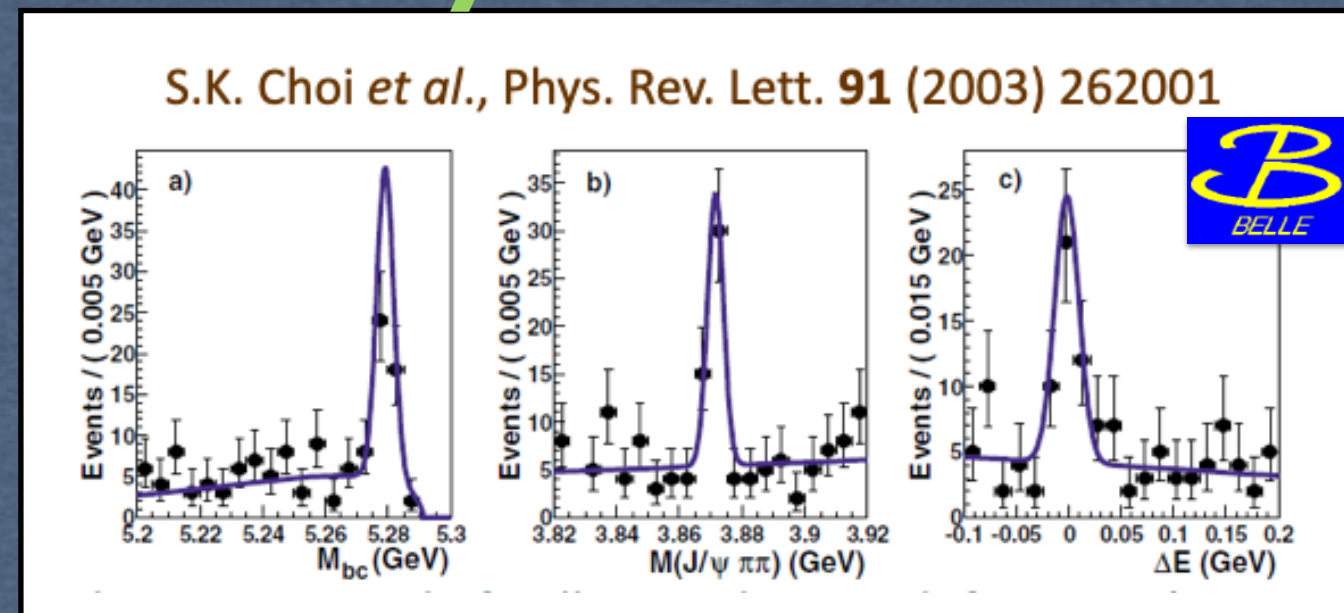 S.K. Choi et al., Phys. Rev. Lett. 91 (2003) 262001
BELLE
a)
Events / ( 0.005 GeV )
40
35
30
25
20
15
10
5
0
5.2 5.22 5.24 5.26 5.28 5.3
Mbc (GeV)
b)
Events / ( 0.005 GeV )
35
30
25
20
15
10
5
0
3.82 3.84 3.86 3.88 3.9 3.92
M(J/ψ ππ) (GeV)
c)
Events / ( 0.015 GeV )
25
20
15
10
5
0
-0.1 -0.05 0 0.05 0.1 0.15 0.2
ΔE (GeV)